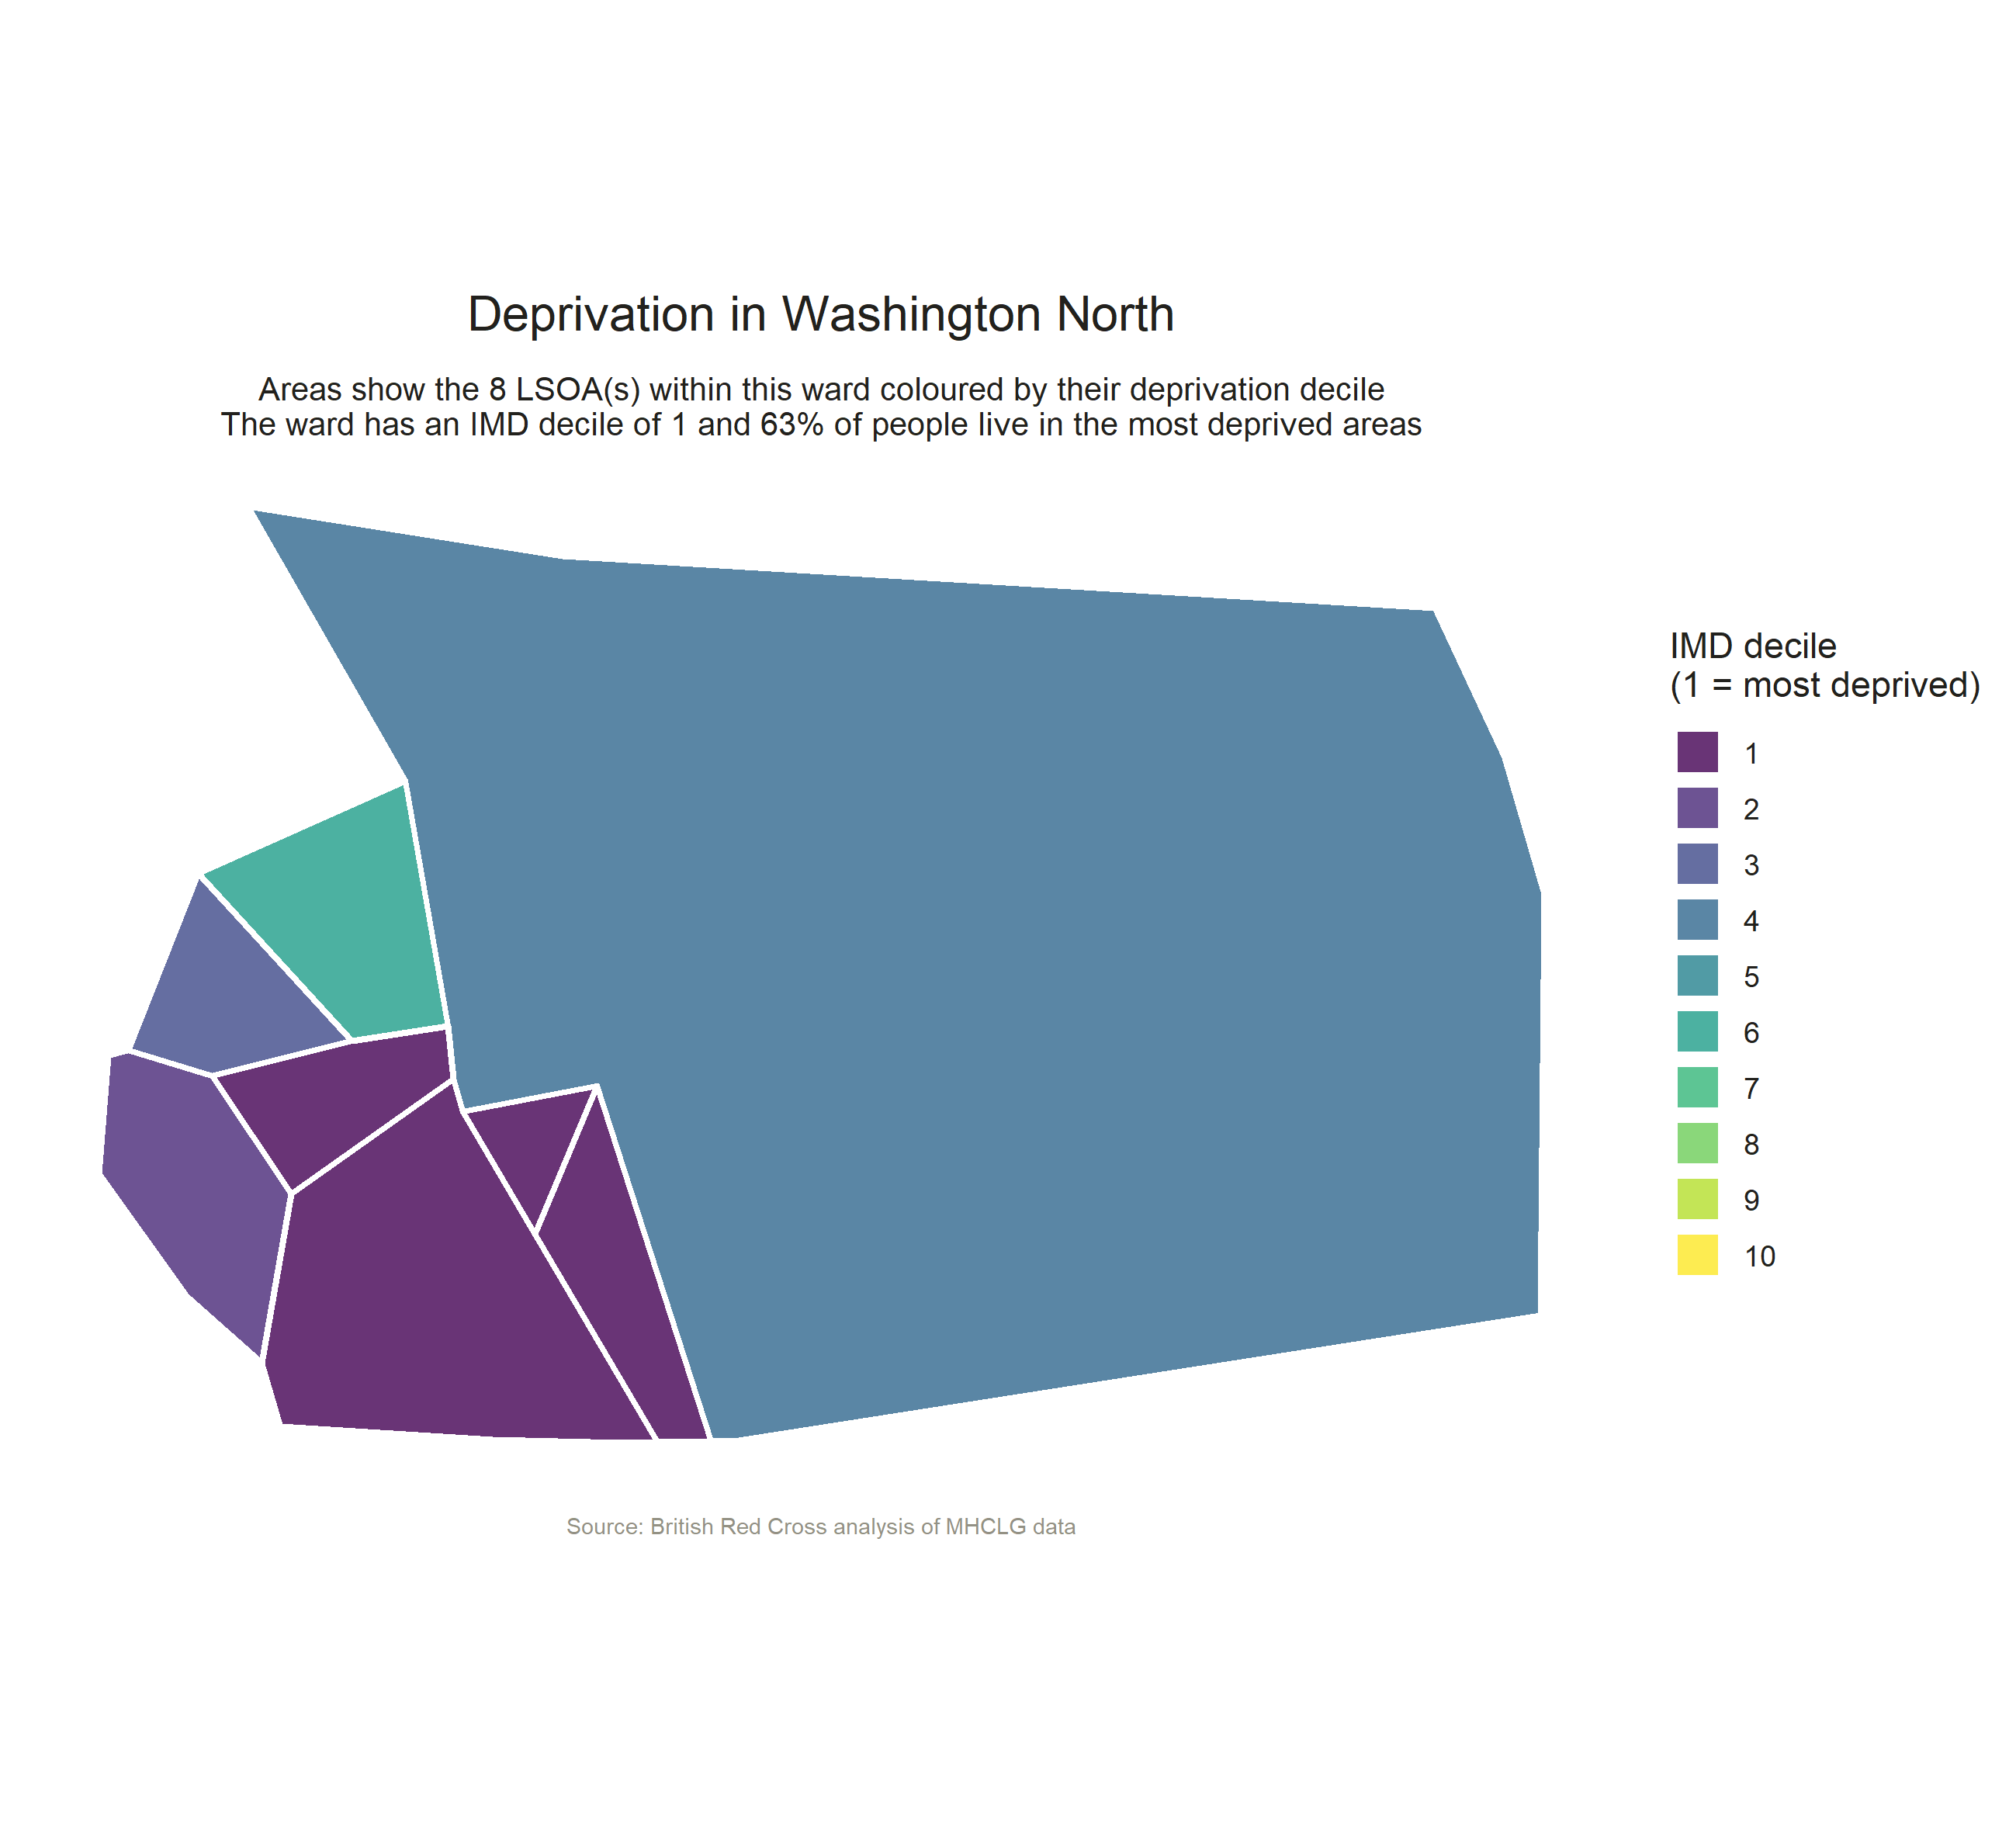 Deprivation in Washington North
Areas show the 8 LSOA(s) within this ward coloured by their deprivation decile
The ward has an IMD decile of 1 and 63% of people live in the most deprived areas
IMD decile
(1 = most deprived)
1
2
3
4
5
6
7
8
9
10
Source: British Red Cross analysis of MHCLG data